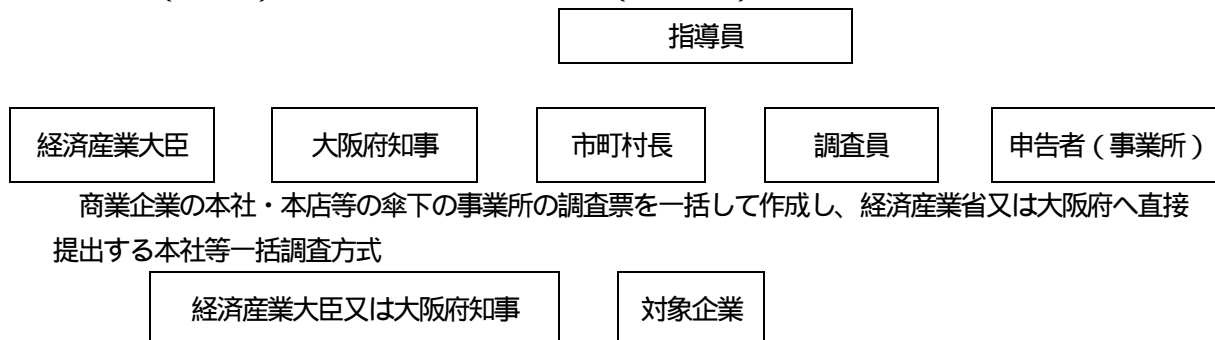 指導員
経済産業大臣 大阪府知事 市町村長 調査員 申告者(事業所)
商業企業の本社・本店等の傘下の事業所の調査票を一括して作成し、経済産業省又は大阪府へ直接
提出する本社等一括調査方式
経済産業大臣又は大阪府知事 対象企業